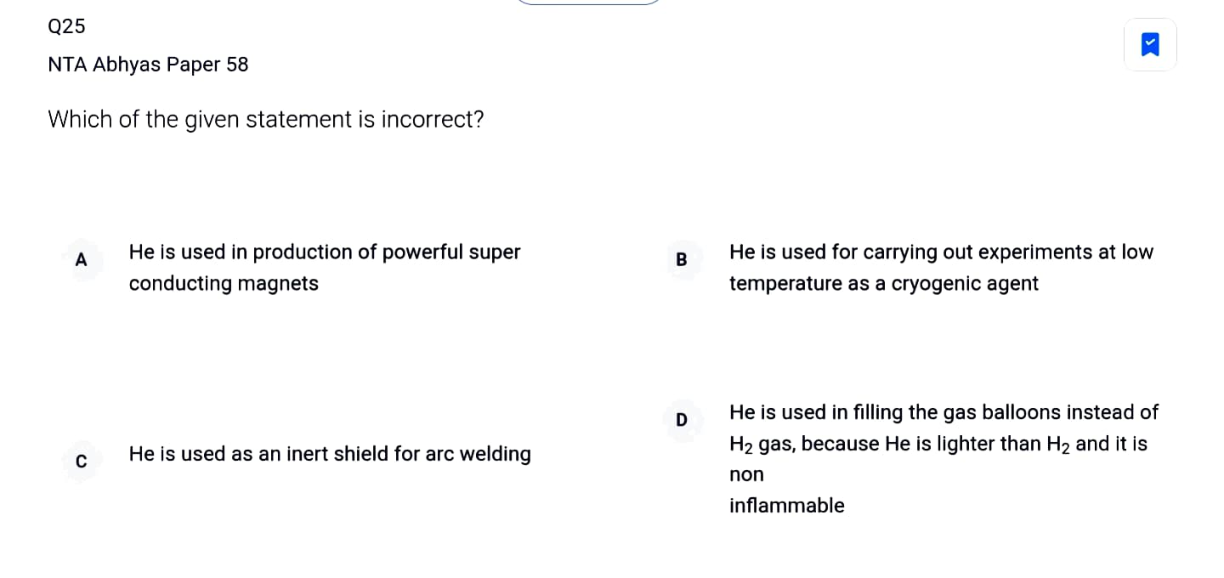 Q25
NTA Abhyas Paper 58
Which of the given statement is incorrect?
A
He is used in production of powerful super
conducting magnets
B
He is used for carrying out experiments at low
temperature as a cryogenic agent
C
He is used as an inert shield for arc welding
D
He is used in filling the gas balloons instead of
H₂ gas, because He is lighter than H₂ and it is
non
inflammable